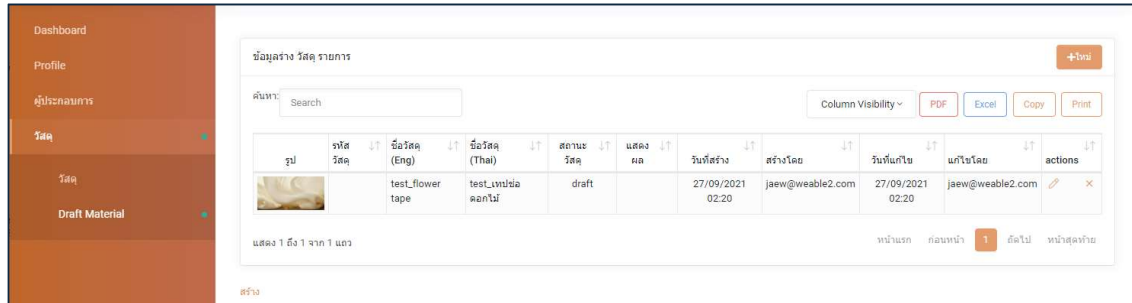 Dashboard
Profile
ผู้ประกอบการ
วัสดุ
วัสดุ
Draft Material
ข้อมูลร่าง วัสดุ รายการ
+ใหม่
ค้นหา: Search
Column Visibility
PDF
Excel
Copy
Print
รูป
รหัส
วัสดุ
ชื่อวัสดุ
(Eng)
ชื่อวัสดุ
(Thai)
สถานะ
วัสดุ
แสดง
ผล
วันที่สร้าง
สร้างโดย
วันที่แก้ไข
แก้ไขโดย
actions
test_flower
tape
test_เทปช่อ
ดอกไม้
draft
27/09/2021
02:20
jaew@weable2.com
27/09/2021
02:20
jaew@weable2.com
แสดง 1 ถึง 1 จาก 1 แถว
หน้าแรก ก่อนหน้า 1 ถัดไป หน้าสุดท้าย
สร้าง